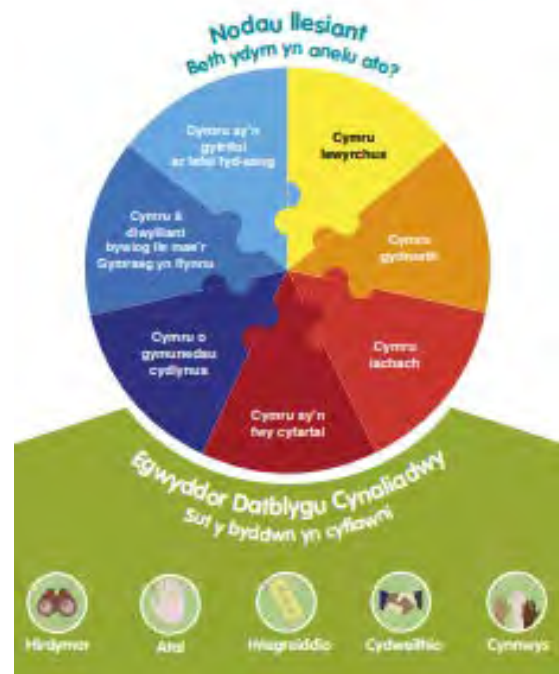 Nodau llesiant
Beth ydym yn anelu ato?
Cymru
lewyrchus
Cymru
gydnerth
Cymru
iachach
Cymru sy'n
fwy cyfartal
Cymru o
gymunedau
cydlynus
Cymru â
diwylliant
bywiog lle mae'r
Gymraeg yn ffynnu
Cymru sy'n
gyfrifol
ar lefel fyd-eang
Egwyddor Datblygu Cynaliadwy
Sut y byddwn yn cyflawni
Hirdymor
Atal
Integreiddio
Cydweithio
Cynnwys